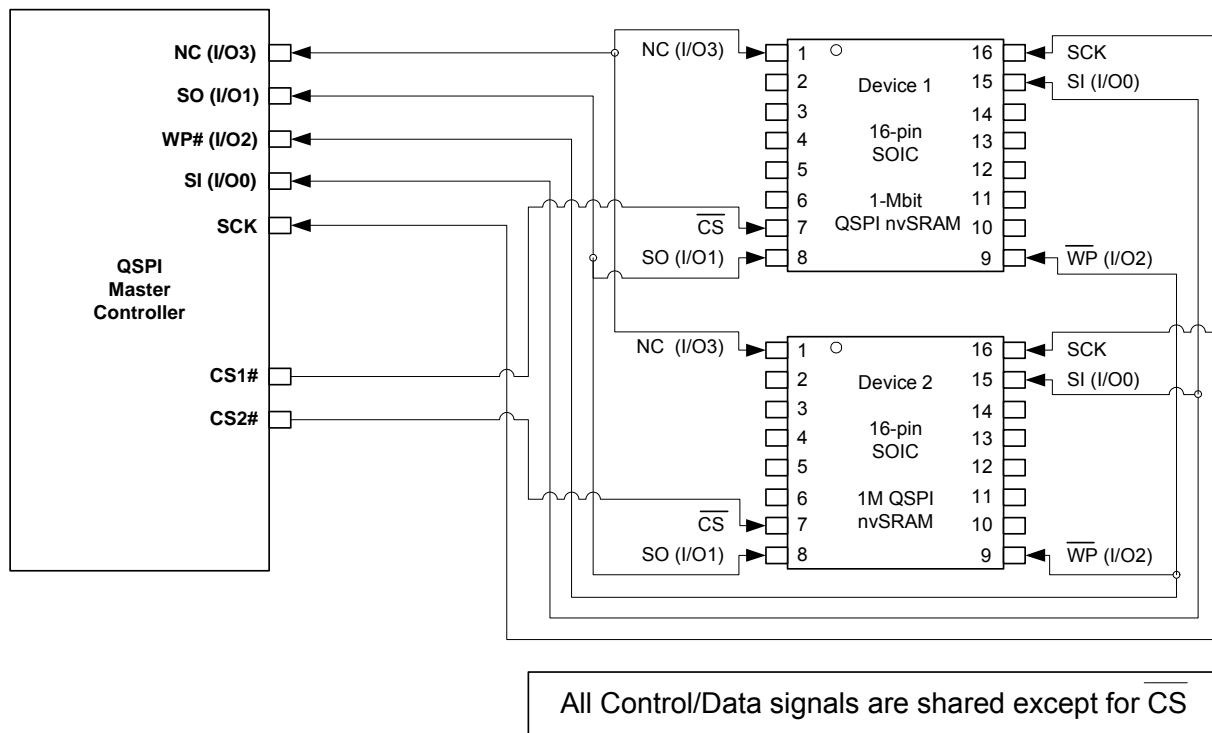 NC (I/O3)
SO (I/O1)
WP# (I/O2)
SI (I/O0)
SCK
QSPI
Master
Controller
CS1#
CS2#
NC (I/O3)
CS
SO (I/O1)
1
2
3
4
5
6
7
8
Device 1
16-pin
SOIC
1-Mbit
QSPI nvSRAM
16
15
14
13
12
11
10
9
SCK
SI (I/O0)
WP (I/O2)
NC (I/O3)
CS
SO (I/O1)
1
2
3
4
5
6
7
8
Device 2
16-pin
SOIC
1M QSPI
nvSRAM
16
15
14
13
12
11
10
9
SCK
SI (I/O0)
WP (I/O2)
All Control/Data signals are shared except for CS